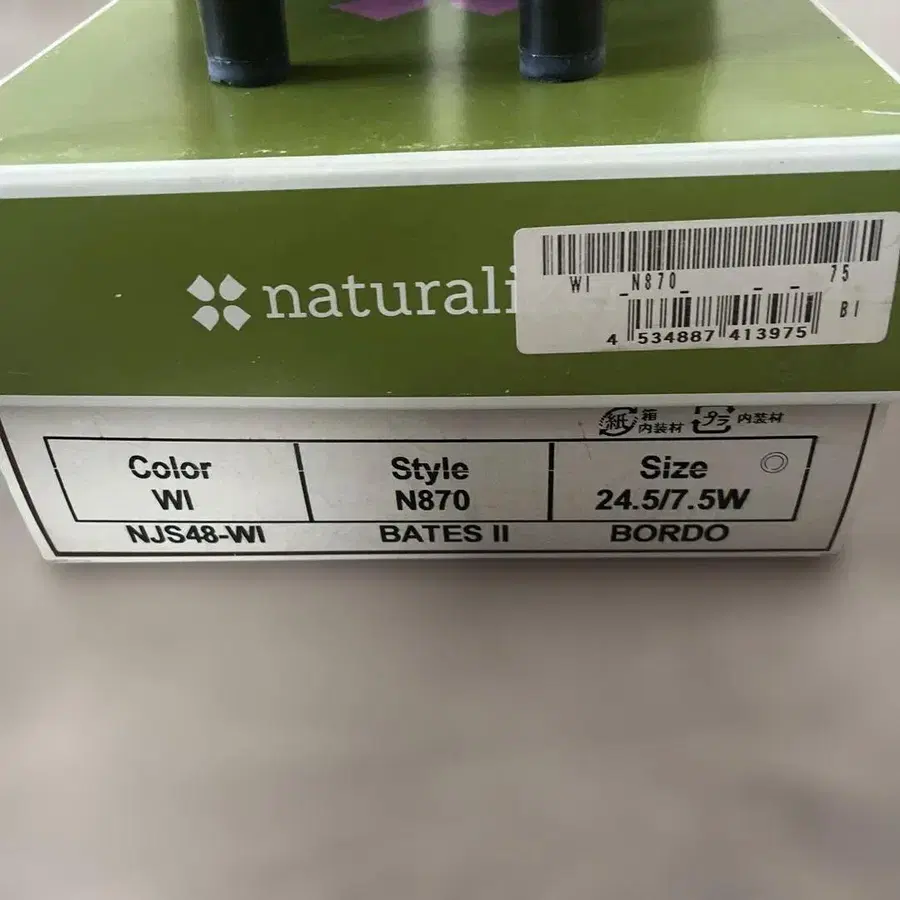 naturali
WI _N870_ _ _ 75
BI
4 534887 413975
紙 箱 内装材 プラ 内装材
Color Style Size
WI N870 24.5/7.5W
NJS48-WI BATES II BORDO